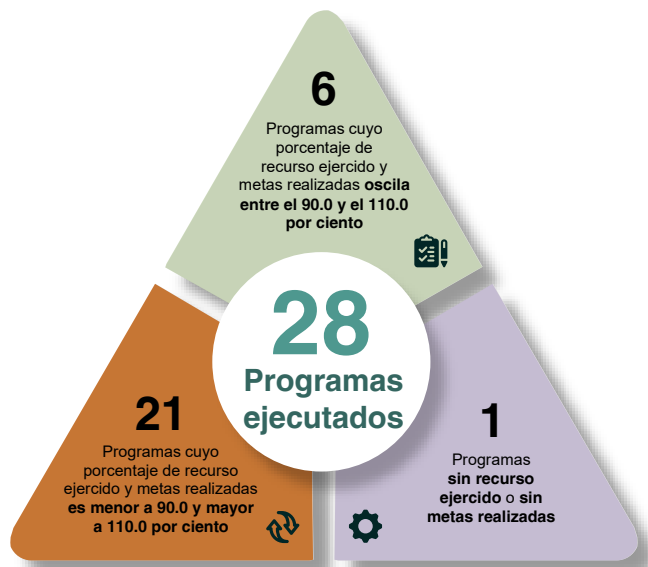 6
Programas cuyo
porcentaje de
recurso ejercido y
metas realizadas oscila
entre el 90.0 y el 110.0
por ciento
28
Programas
ejecutados
21
Programas cuyo
porcentaje de recurso
ejercido y metas realizadas
es menor a 90.0 y mayor
a 110.0 por ciento
1
Programas
sin recurso
ejercido o sin
metas realizadas